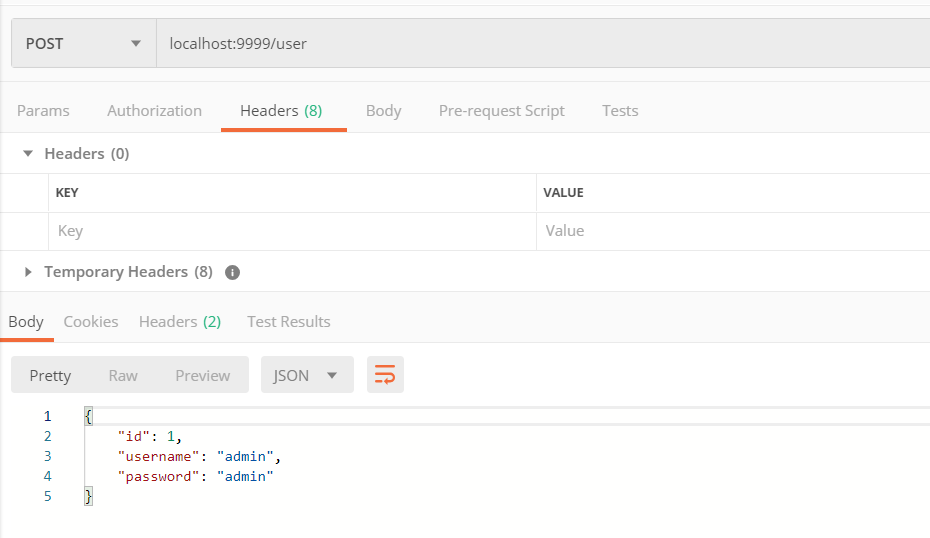 POST localhost:9999/user
Params Authorization Headers (8) Body Pre-request Script Tests
Headers (0)
KEY VALUE
Key Value
Temporary Headers (8) i
Body Cookies Headers (2) Test Results
Pretty Raw Preview JSON
1 {
2 "id": 1,
3 "username": "admin",
4 "password": "admin"
5 }